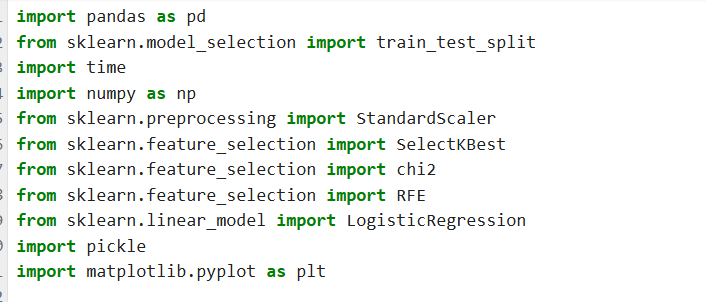 import pandas as pd
from sklearn.model_selection import train_test_split
import time
import numpy as np
from sklearn.preprocessing import StandardScaler
from sklearn.feature_selection import SelectKBest
from sklearn.feature_selection import chi2
from sklearn.feature_selection import RFE
from sklearn.linear_model import LogisticRegression
import pickle
import matplotlib.pyplot as plt